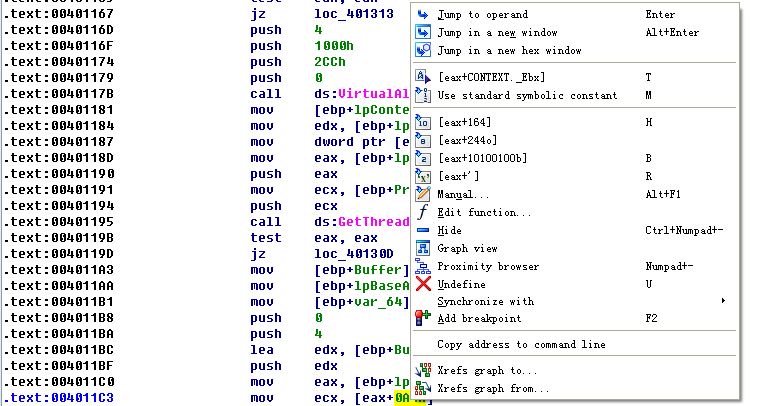 .text:00401167 jz loc_401313
.text:0040116D push 4
.text:0040116F push 1000h
.text:00401174 push 2CCh
.text:00401179 push 0
.text:0040117B call ds:VirtualAl
.text:00401181 mov [ebp+lpConte
.text:00401184 mov edx, [ebp+lp
.text:00401187 mov dword ptr [e
.text:0040118D mov eax, [ebp+lp
.text:00401190 push eax
.text:00401191 mov ecx, [ebp+Pr
.text:00401194 push ecx
.text:00401195 call ds:GetThread
.text:0040119B test eax, eax
.text:0040119D jz loc_40130D
.text:004011A3 mov [ebp+Buffer]
.text:004011AA mov [ebp+lpBaseA
.text:004011B1 mov [ebp+var_64]
.text:004011B8 push 0
.text:004011BA push 4
.text:004011BC lea edx, [ebp+Bu
.text:004011BF push edx
.text:004011C0 mov eax, [ebp+lp
.text:004011C3 mov ecx, [eax+0A
Jump to operand Enter
Jump in a new window Alt+Enter
Jump in a new hex window
[eax+CONTEXT._Ebx] T
Use standard symbolic constant M
[eax+164] H
[eax+244o]
[eax+10100100b] B
[eax+'] R
Manual... Alt+F1
Edit function...
Hide Ctrl+Numpad+-
Graph view
Proximity browser Numpad+-
Undefine U
Synchronize with
Add breakpoint F2
Copy address to command line
Xrefs graph to...
Xrefs graph from...